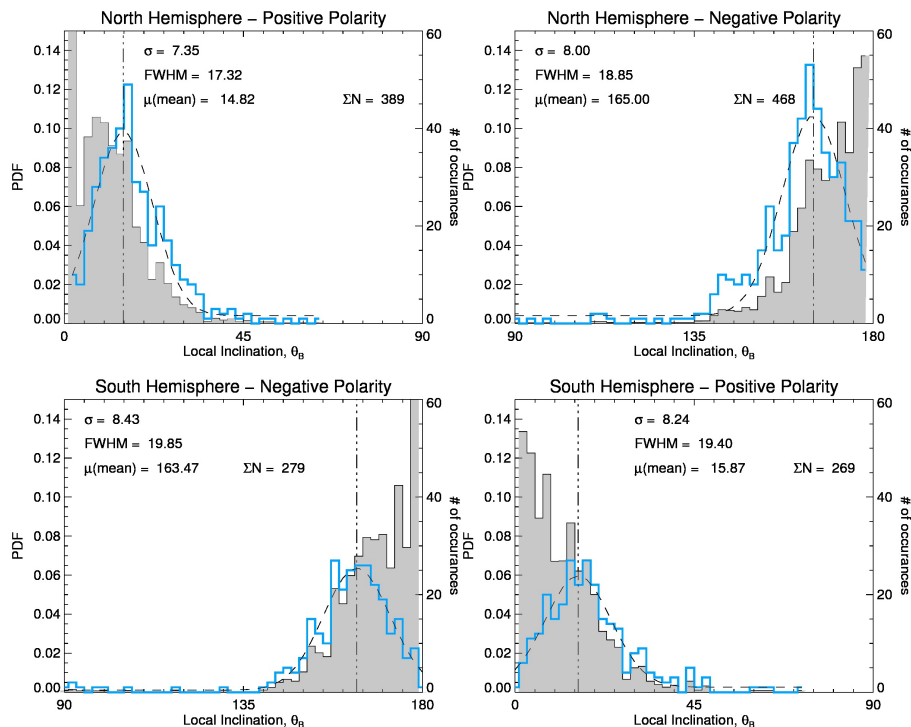 North Hemisphere – Positive Polarity
0.14
0.12
0.10
0.08
0.06
0.04
0.02
0.00
PDF
σ = 7.35
FWHM = 17.32
μ(mean) = 14.82 ΣN = 389
60
40
20
0
# of occurances
0 45 90
Local Inclination, θB
North Hemisphere – Negative Polarity
0.14
0.12
0.10
0.08
0.06
0.04
0.02
0.00
PDF
σ = 8.00
FWHM = 18.85
μ(mean) = 165.00 ΣN = 468
60
40
20
0
# of occurances
90 135 180
Local Inclination, θB
South Hemisphere – Negative Polarity
0.14
0.12
0.10
0.08
0.06
0.04
0.02
0.00
PDF
σ = 8.43
FWHM = 19.85
μ(mean) = 163.47 ΣN = 279
60
40
20
0
# of occurances
90 135 180
Local Inclination, θB
South Hemisphere – Positive Polarity
0.14
0.12
0.10
0.08
0.06
0.04
0.02
0.00
PDF
σ = 8.24
FWHM = 19.40
μ(mean) = 15.87 ΣN = 269
60
40
20
0
# of occurances
0 45 90
Local Inclination, θB